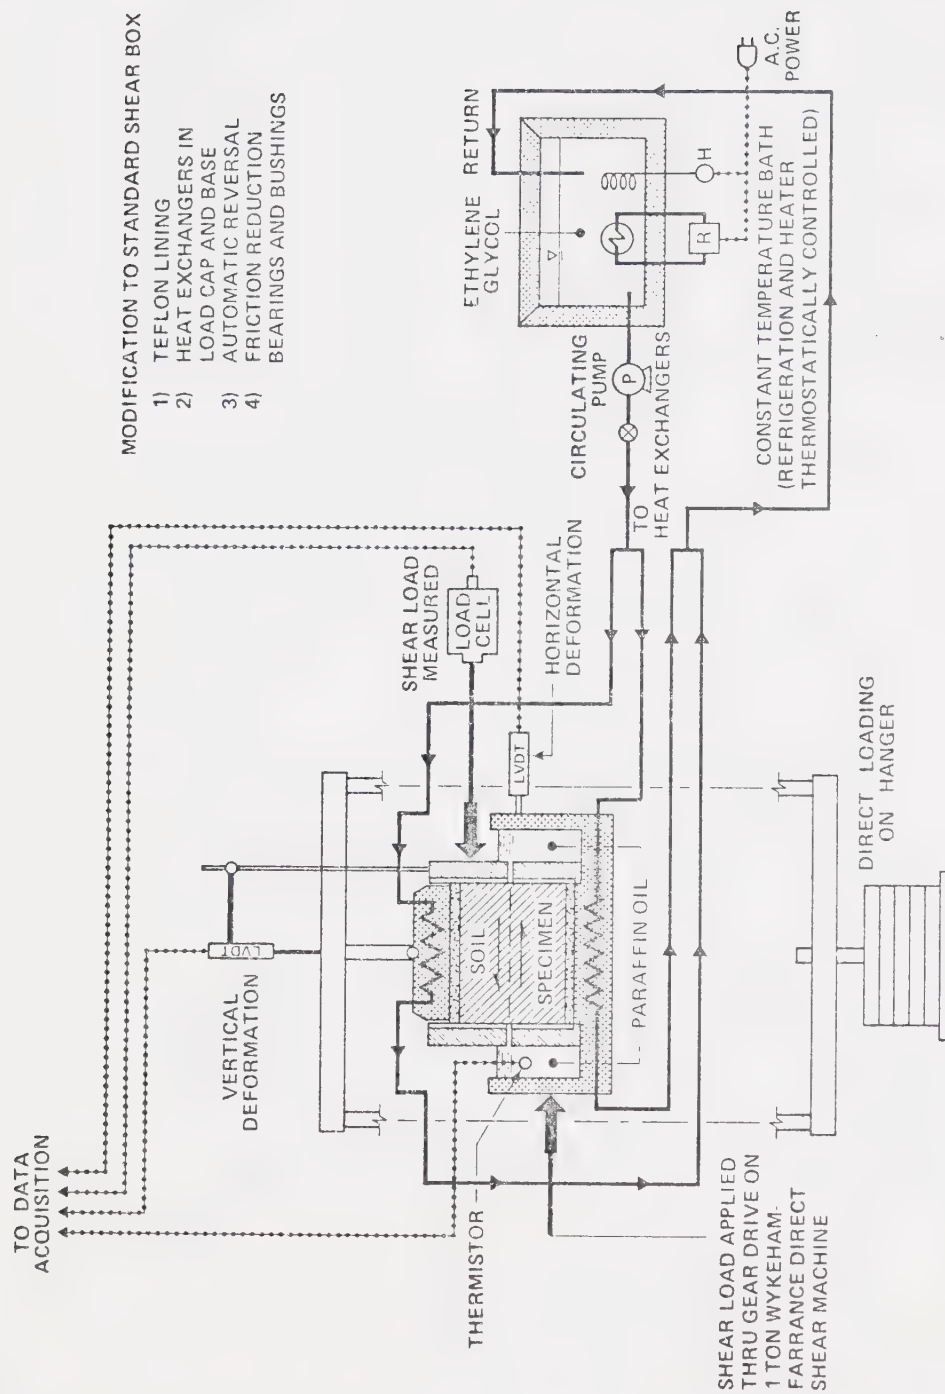 TO DATA
ACQUISITION
VERTICAL
DEFORMATION
LVDT
SHEAR LOAD
MEASURED
LOAD
CELL
MODIFICATION TO STANDARD SHEAR BOX
1) TEFLON LINING
2) HEAT EXCHANGERS IN
LOAD CAP AND BASE
3) AUTOMATIC REVERSAL
4) FRICTION REDUCTION
BEARINGS AND BUSHINGS
THERMISTOR
SOIL
SPECIMEN
LVDT
HORIZONTAL
DEFORMATION
PARAFFIN OIL
TO
HEAT EXCHANGERS
CIRCULATING
PUMP
P
ETHYLENE
GLYCOL
RETURN
R
H
A.C.
POWER
CONSTANT TEMPERATURE BATH
(REFRIGERATION AND HEATER
THERMOSTATICALLY CONTROLLED)
SHEAR LOAD APPLIED
THRU GEAR DRIVE ON
1 TON WYKEHAM-
FARRANCE DIRECT
SHEAR MACHINE
DIRECT LOADING
ON HANGER